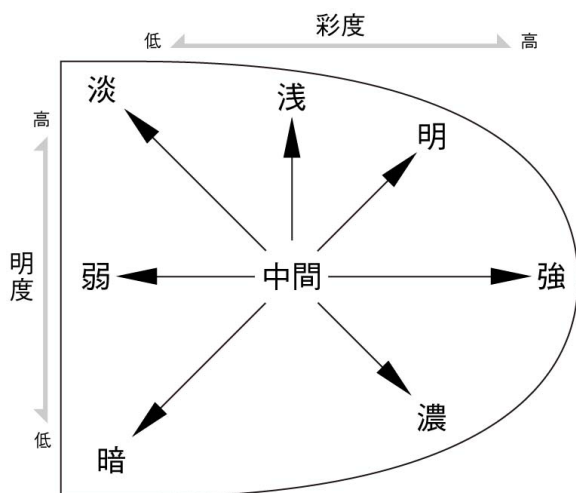 彩度
低
高
淡
浅
明
高
明度
低
弱
中間
強
濃
暗